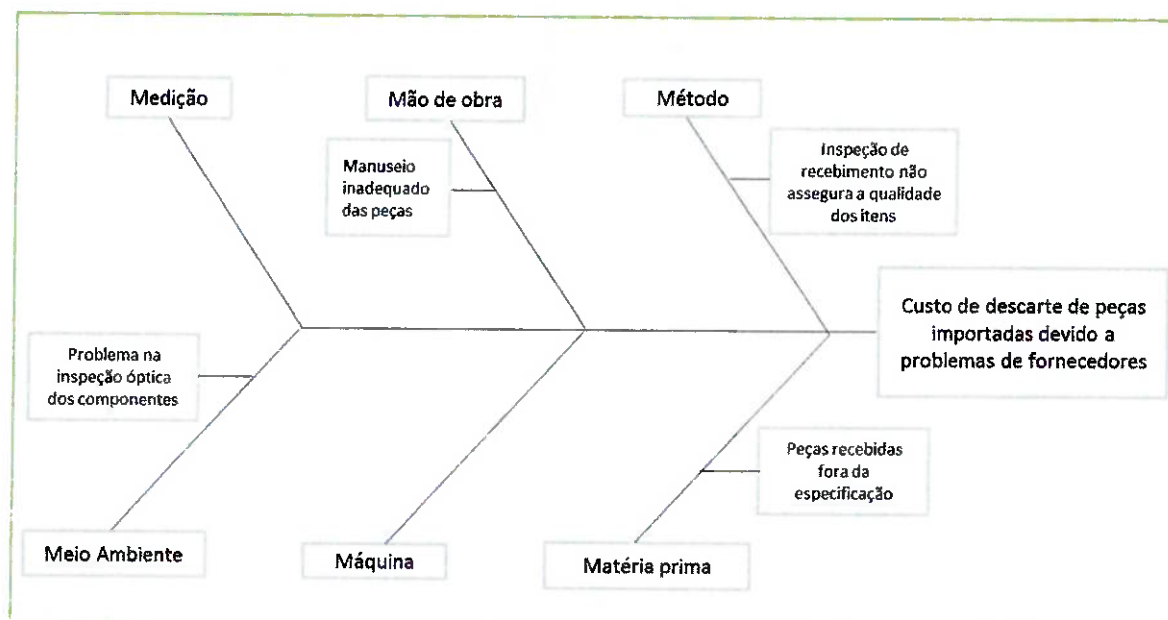 Medição
Mão de obra
Método
Manuseio
inadequado
das peças
Inspeção de
recebimento não
assegura a qualidade
dos ítens
Custo de descarte de peças
importadas devido a
problemas de fornecedores
Problema na
inspeção óptica
dos componentes
Peças recebidas
fora da
especificação
Meio Ambiente
Máquina
Matéria prima